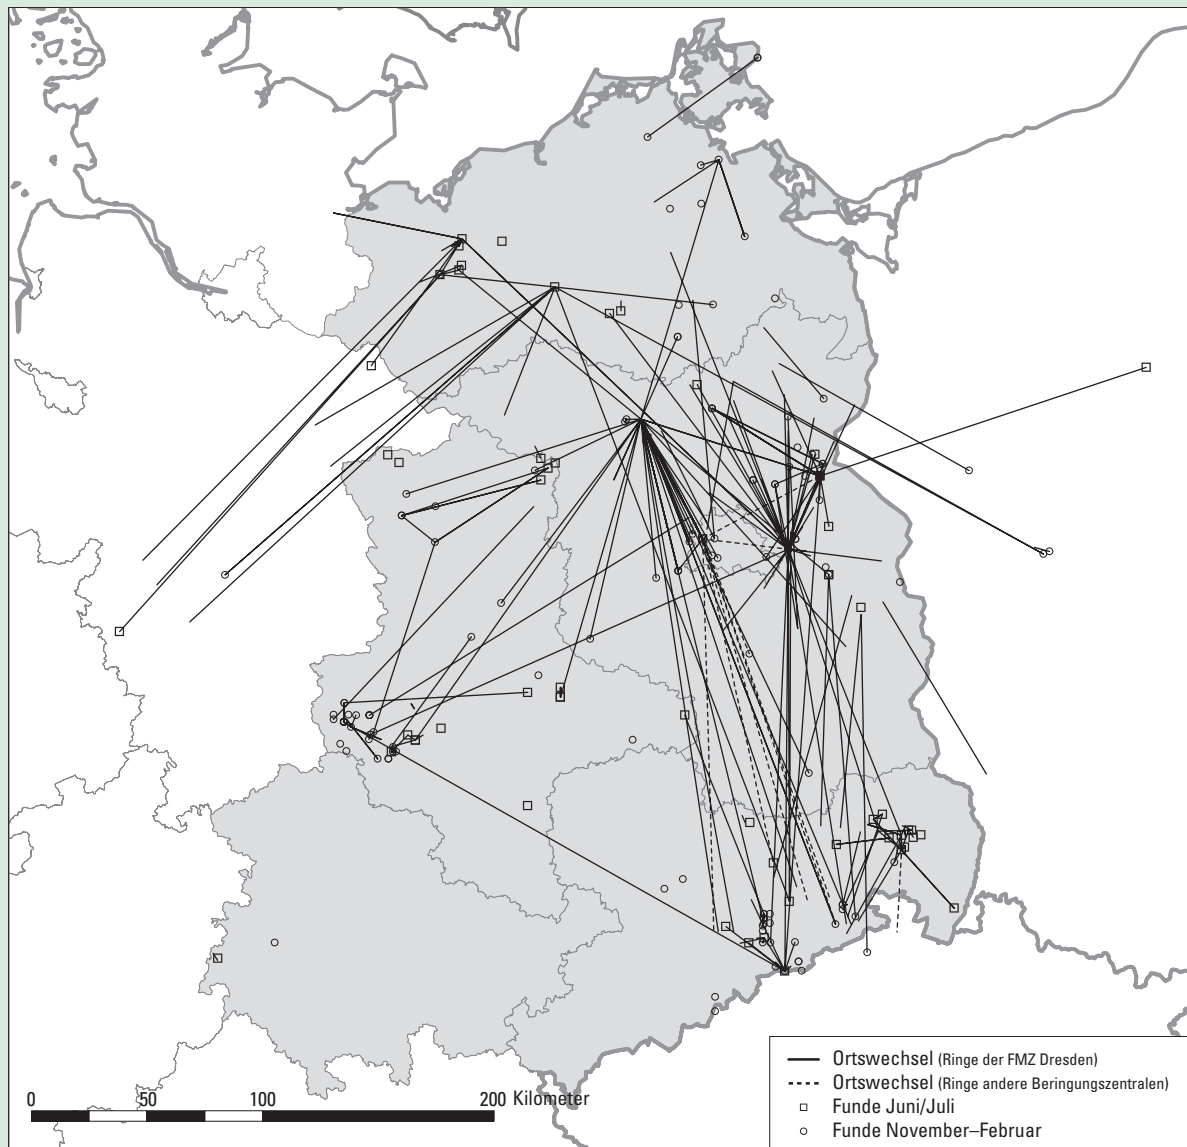 Ortswechsel (Ringe der FMZ Dresden)
Ortswechsel (Ringe andere Beringungszentralen)
Funde Juni/Juli
Funde November–Februar
0 50 100 200 Kilometer